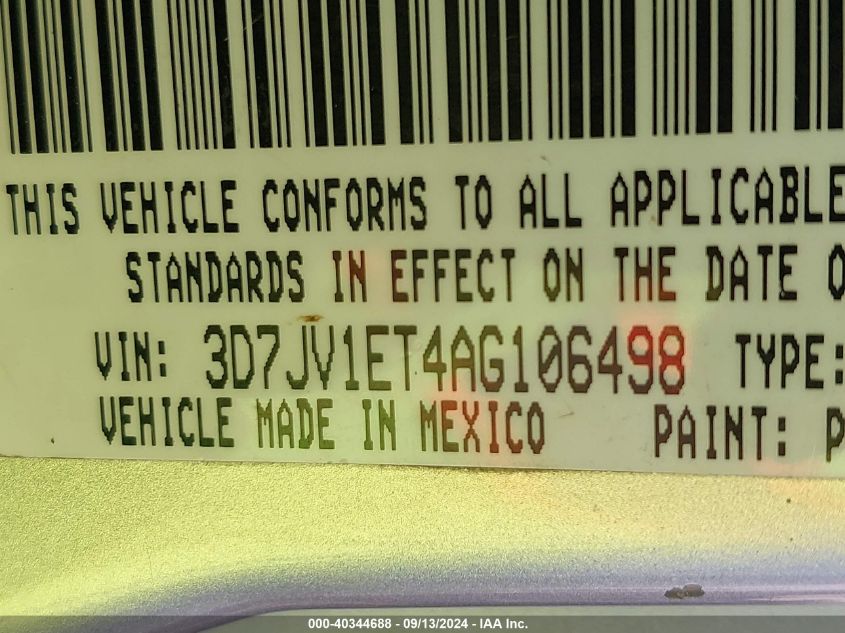 THIS VEHICLE CONFORMS TO ALL APPLICABLE
STANDARDS IN EFFECT ON THE DATE O
VIN: 3D7JV1ET4AG106498 TYPE:
VEHICLE MADE IN MEXICO PAINT: P
000-40344688 - 09/13/2024 - IAA Inc.